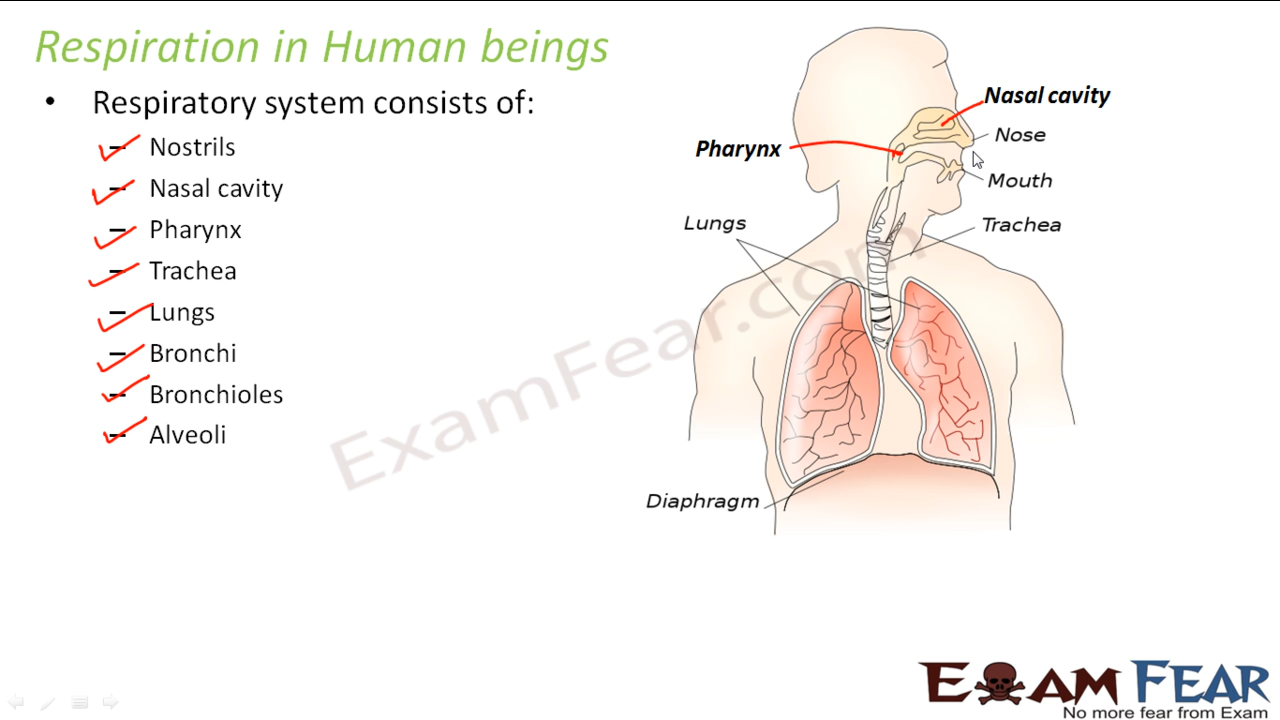 Respiration in Human beings
• Respiratory system consists of:
– Nostrils
– Nasal cavity
– Pharynx
– Trachea
– Lungs
– Bronchi
– Bronchioles
– Alveoli
Nasal cavity
Nose
Pharynx
Mouth
Lungs
Trachea
Diaphragm
ExamFear.com
EXAM FEAR
No more fear from Exam